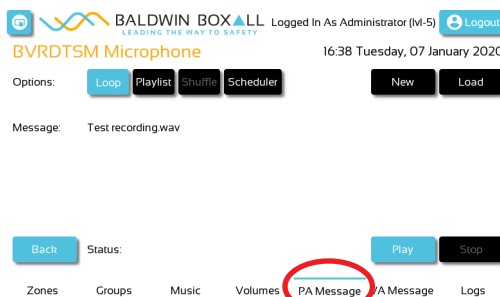 BALDWIN BOXALL Logged In As Administrator (lvl-5) Logout
LEADING THE WAY TO SAFETY
BVRDTSM Microphone 16:38 Tuesday, 07 January 2020
Options: Loop Playlist Shuffle Scheduler New Load
Message: Test recording.wav
Back Status: Play Stop
Zones Groups Music Volumes PA Message VA Message Logs